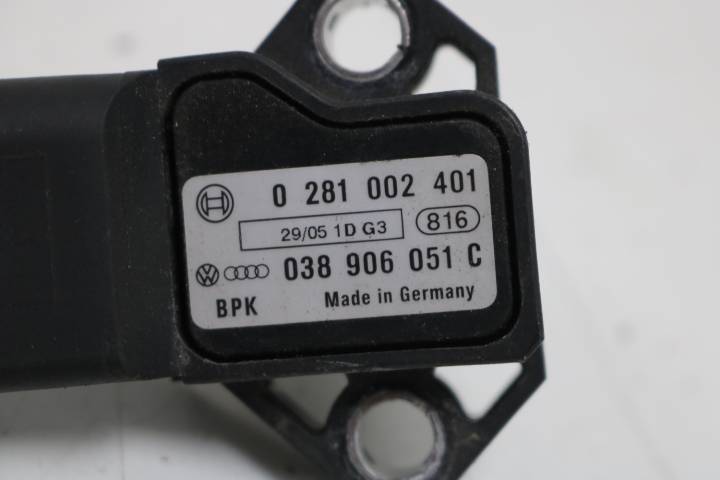 0 281 002 401
29/05 1D G3 816
038 906 051 C
BPK Made in Germany